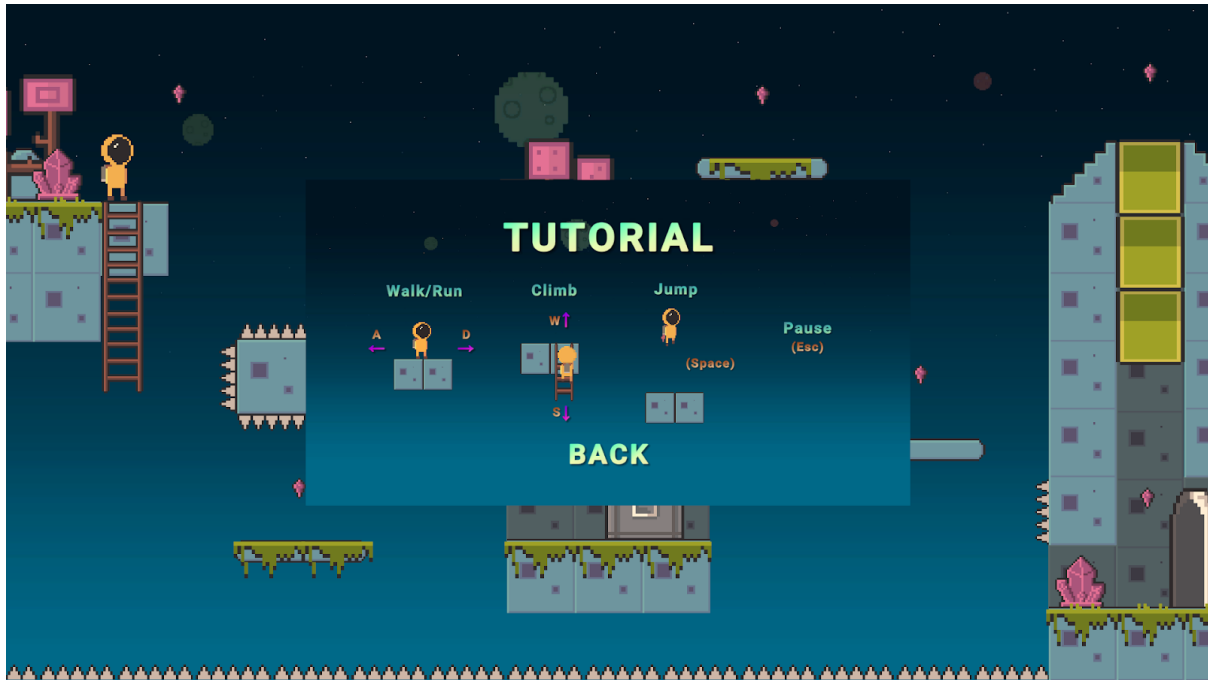 TUTORIAL
Walk/Run
Climb
Jump
A
D
W
S
(Space)
Pause
(Esc)
BACK